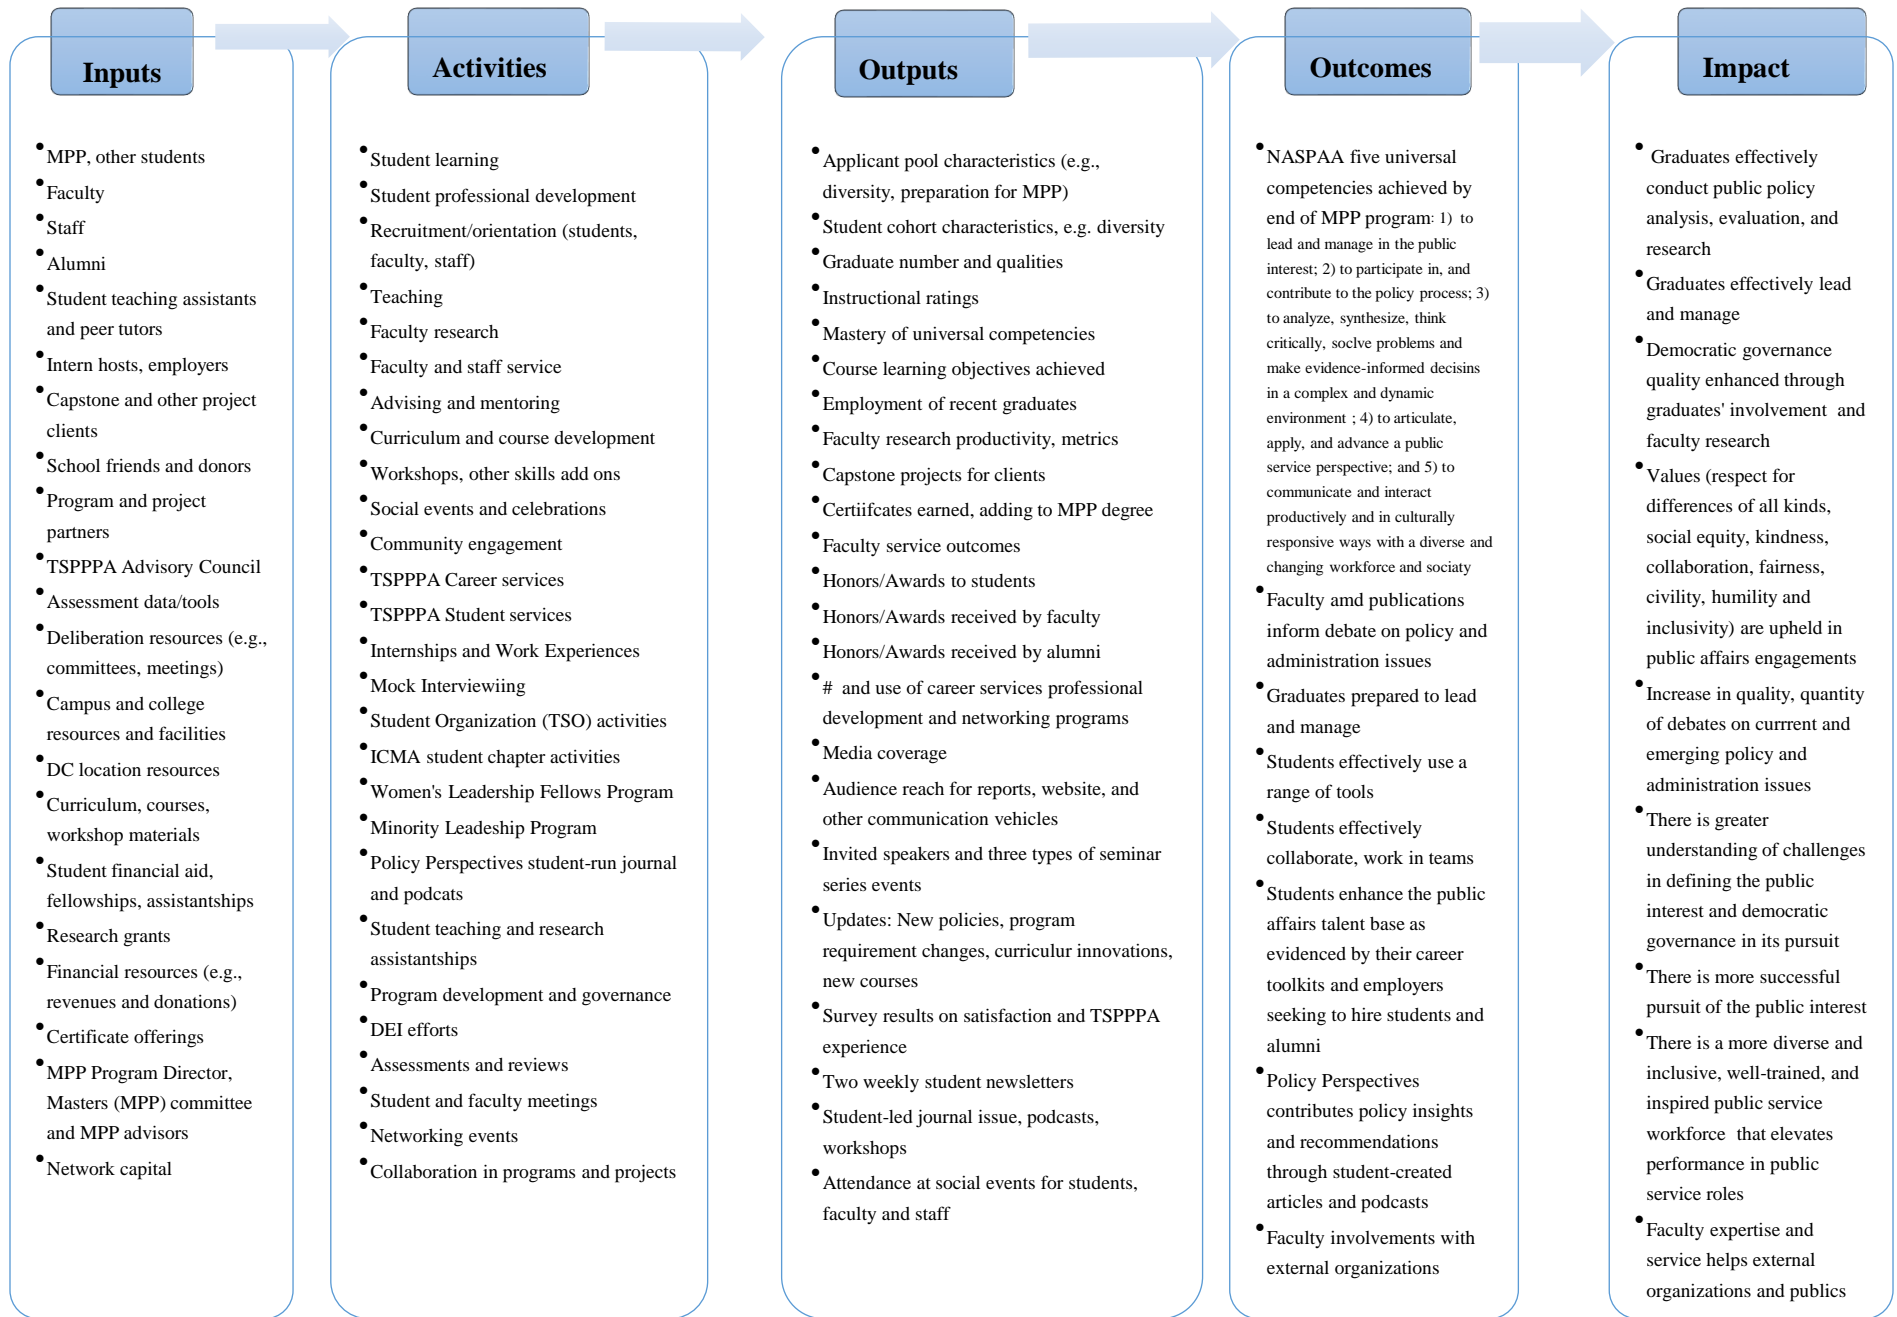 Inputs
MPP, other students
Faculty
Staff
Alumni
Student teaching assistants
and peer tutors
Intern hosts, employers
Capstone and other project
clients
School friends and donors
Program and project
partners
TSPPPA Advisory Council
Assessment data/tools
Deliberation resources (e.g.,
committees, meetings)
Campus and college
resources and facilities
DC location resources
Curriculum, courses,
workshop materials
Student financial aid,
fellowships, assistantships
Research grants
Financial resources (e.g.,
revenues and donations)
Certificate offerings
MPP Program Director,
Masters (MPP) committee
and MPP advisors
Network capital
Activities
Student learning
Student professional development
Recruitment/orientation (students,
faculty, staff)
Teaching
Faculty research
Faculty and staff service
Advising and mentoring
Curriculum and course development
Workshops, other skills add ons
Social events and celebrations
Community engagement
TSPPPA Career services
TSPPPA Student services
Internships and Work Experiences
Mock Interviewiing
Student Organization (TSO) activities
ICMA student chapter activities
Women's Leadership Fellows Program
Minority Leadeship Program
Policy Perspectives student-run journal
and podcats
Student teaching and research
assistantships
Program development and governance
DEI efforts
Assessments and reviews
Student and faculty meetings
Networking events
Collaboration in programs and projects
Outputs
Applicant pool characteristics (e.g.,
diversity, preparation for MPP)
Student cohort characteristics, e.g. diversity
Graduate number and qualities
Instructional ratings
Mastery of universal competencies
Course learning objectives achieved
Employment of recent graduates
Faculty research productivity, metrics
Capstone projects for clients
Certiifcates earned, adding to MPP degree
Faculty service outcomes
Honors/Awards to students
Honors/Awards received by faculty
Honors/Awards received by alumni
# and use of career services professional
development and networking programs
Media coverage
Audience reach for reports, website, and
other communication vehicles
Invited speakers and three types of seminar
series events
Updates: New policies, program
requirement changes, curriculur innovations,
new courses
Survey results on satisfaction and TSPPPA
experience
Two weekly student newsletters
Student-led journal issue, podcasts,
workshops
Attendance at social events for students,
faculty and staff
Outcomes
NASPAA five universal
competencies achieved by
end of MPP program: 1) to
lead and manage in the public
interest; 2) to participate in, and
contribute to the policy process; 3)
to analyze, synthesize, think
critically, soclve problems and
make evidence-informed decisins
in a complex and dynamic
environment ; 4) to articulate,
apply, and advance a public
service perspective; and 5) to
communicate and interact
productively and in culturally
responsive ways with a diverse and
changing workforce and sociaty
Faculty amd publications
inform debate on policy and
administration issues
Graduates prepared to lead
and manage
Students effectively use a
range of tools
Students effectively
collaborate, work in teams
Students enhance the public
affairs talent base as
evidenced by their career
toolkits and employers
seeking to hire students and
alumni
Policy Perspectives
contributes policy insights
and recommendations
through student-created
articles and podcasts
Faculty involvements with
external organizations
Impact
Graduates effectively
conduct public policy
analysis, evaluation, and
research
Graduates effectively lead
and manage
Democratic governance
quality enhanced through
graduates' involvement and
faculty research
Values (respect for
differences of all kinds,
social equity, kindness,
collaboration, fairness,
civility, humility and
inclusivity) are upheld in
public affairs engagements
Increase in quality, quantity
of debates on currrent and
emerging policy and
administration issues
There is greater
understanding of challenges
in defining the public
interest and democratic
governance in its pursuit
There is more successful
pursuit of the public interest
There is a more diverse and
inclusive, well-trained, and
inspired public service
workforce that elevates
performance in public
service roles
Faculty expertise and
service helps external
organizations and publics